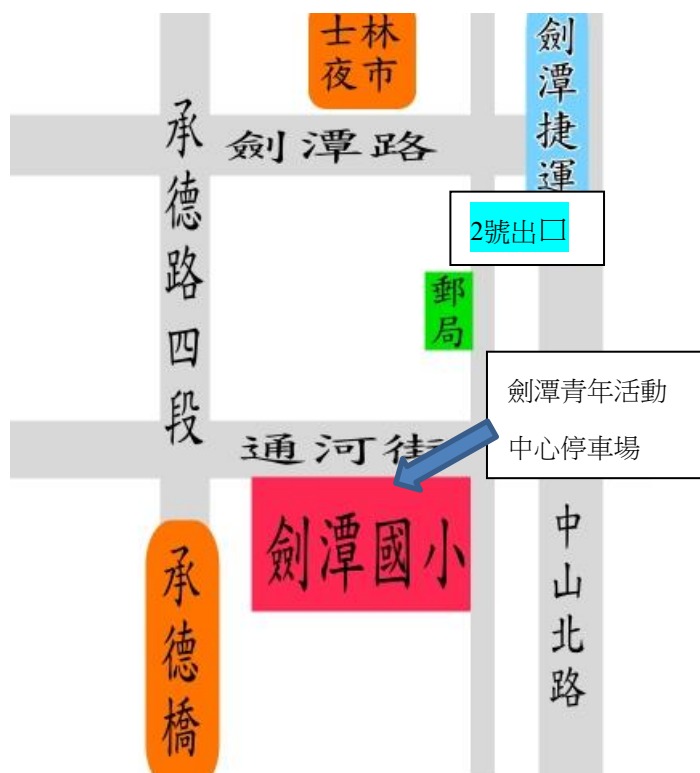 士林
夜市
劍潭捷運
承德路四段
劍潭路
2號出口
郵局
劍潭青年活動
中心停車場
通河街
劍潭國小
中山北路
承德橋